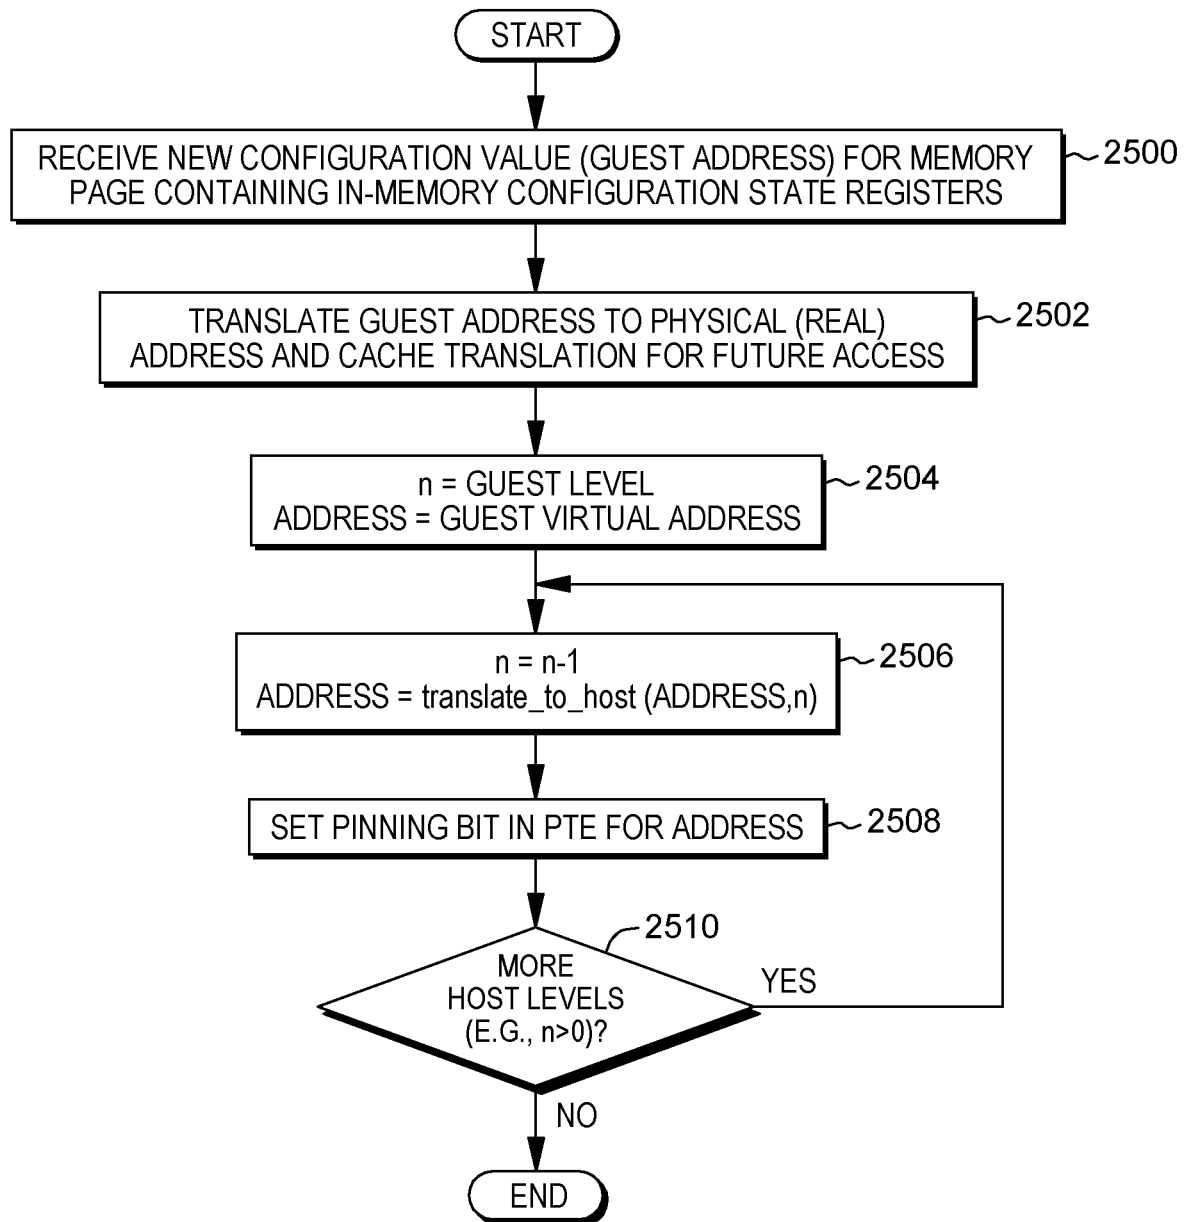 START
RECEIVE NEW CONFIGURATION VALUE (GUEST ADDRESS) FOR MEMORY
PAGE CONTAINING IN-MEMORY CONFIGURATION STATE REGISTERS
2500
TRANSLATE GUEST ADDRESS TO PHYSICAL (REAL)
ADDRESS AND CACHE TRANSLATION FOR FUTURE ACCESS
2502
n = GUEST LEVEL
ADDRESS = GUEST VIRTUAL ADDRESS
2504
n = n-1
ADDRESS = translate_to_host (ADDRESS,n)
2506
SET PINNING BIT IN PTE FOR ADDRESS
2508
2510
MORE
HOST LEVELS
(E.G., n>0)?
YES
NO
END